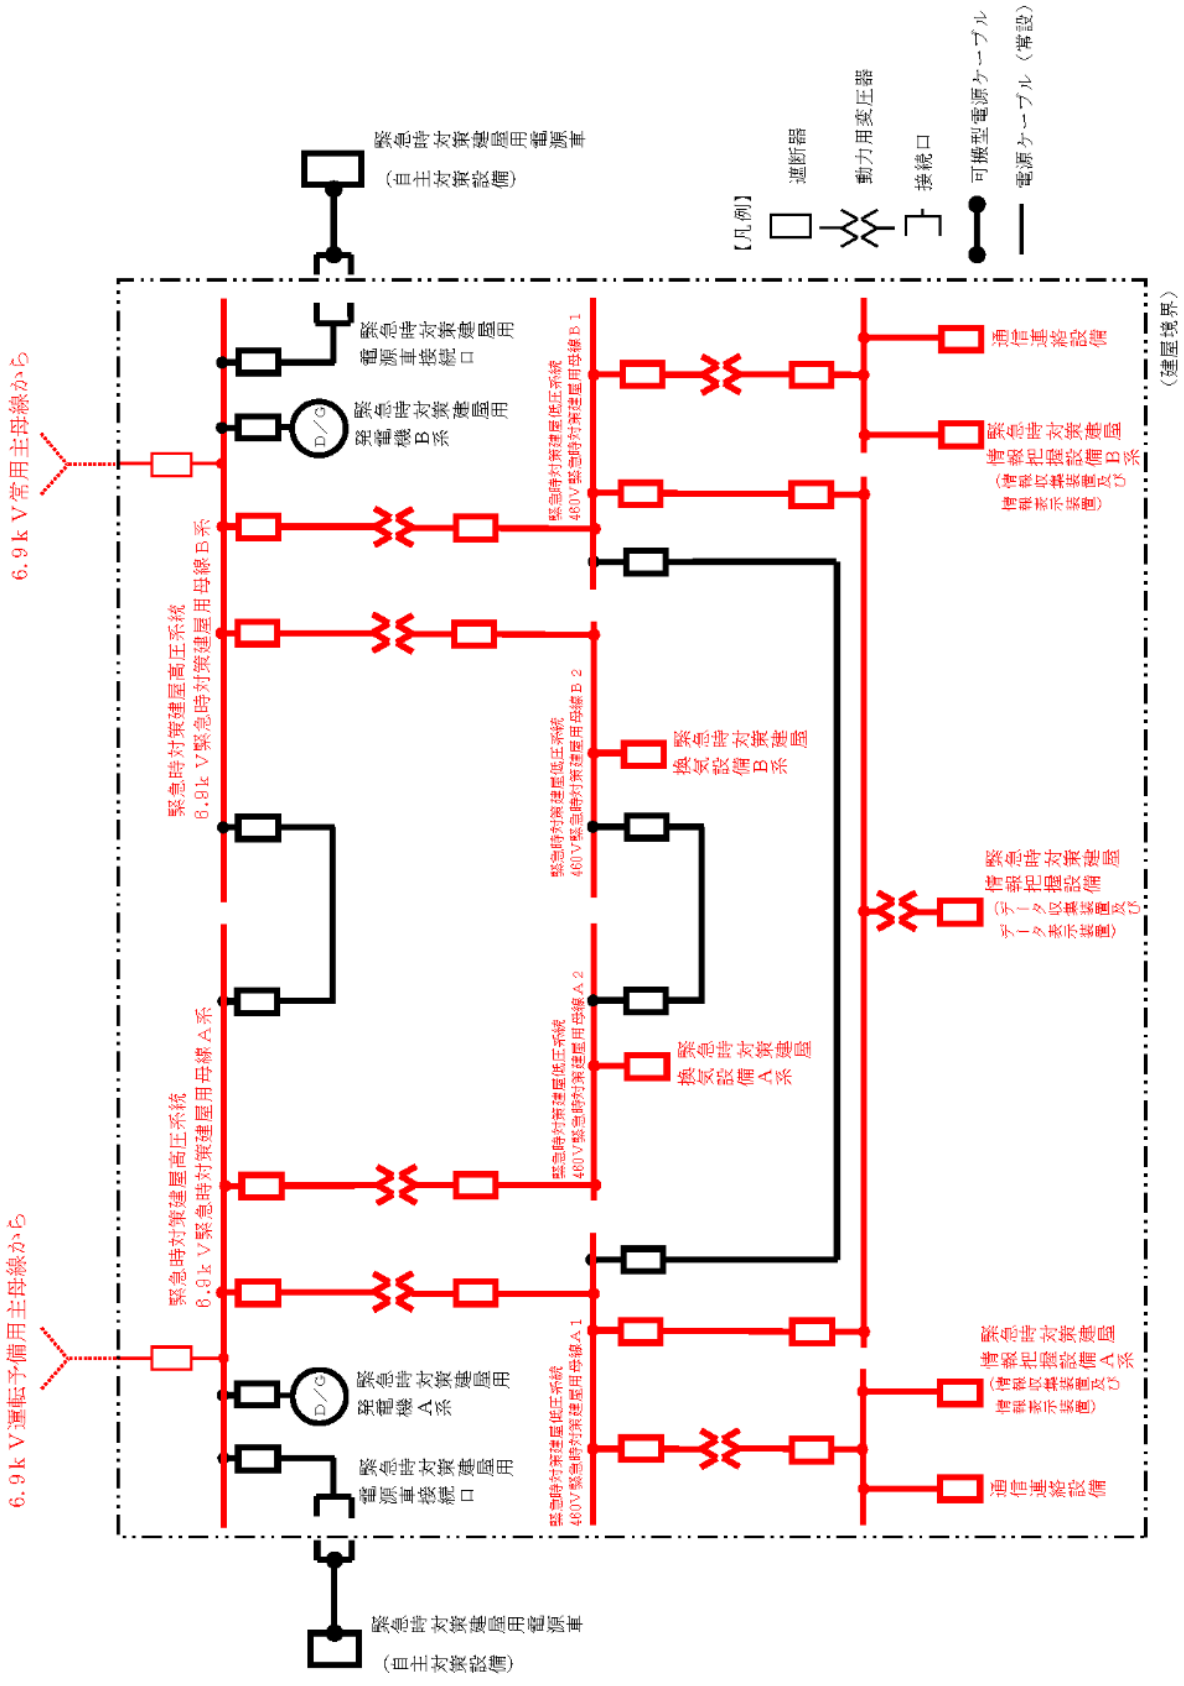 6.9ｋＶ運転予備用主母線から
6.9ｋＶ常用主母線から
緊急時対策建屋高圧系統
6.9ｋＶ緊急時対策建屋用母線Ａ系
緊急時対策建屋高圧系統
6.9ｋＶ緊急時対策建屋用母線Ｂ系
緊急時対策建屋用電源車
（自主対策設備）
緊急時対策建屋用
電源車接続口
D/G
緊急時対策建屋用
発電機Ａ系
D/G
緊急時対策建屋用
発電機Ｂ系
緊急時対策建屋用
電源車接続口
緊急時対策建屋用電源車
（自主対策設備）
緊急時対策建屋低圧系統
460Ｖ緊急時対策建屋用母線Ａ1
緊急時対策建屋低圧系統
460Ｖ緊急時対策建屋用母線Ａ2
緊急時対策建屋低圧系統
460Ｖ緊急時対策建屋用母線Ｂ2
緊急時対策建屋低圧系統
460Ｖ緊急時対策建屋用母線Ｂ1
緊急時対策建屋
換気設備Ａ系
緊急時対策建屋
換気設備Ｂ系
通信連絡設備
緊急時対策建屋
情報把握設備Ａ系
（情報収集装置及び
情報表示装置）
緊急時対策建屋
情報把握設備
（データ収集装置及び
データ表示装置）
緊急時対策建屋
情報把握設備Ｂ系
（情報収集装置及び
情報表示装置）
通信連絡設備
（建屋境界）
【凡例】
遮断器
動力用変圧器
接続口
可搬型電源ケーブル
電源ケーブル（常設）